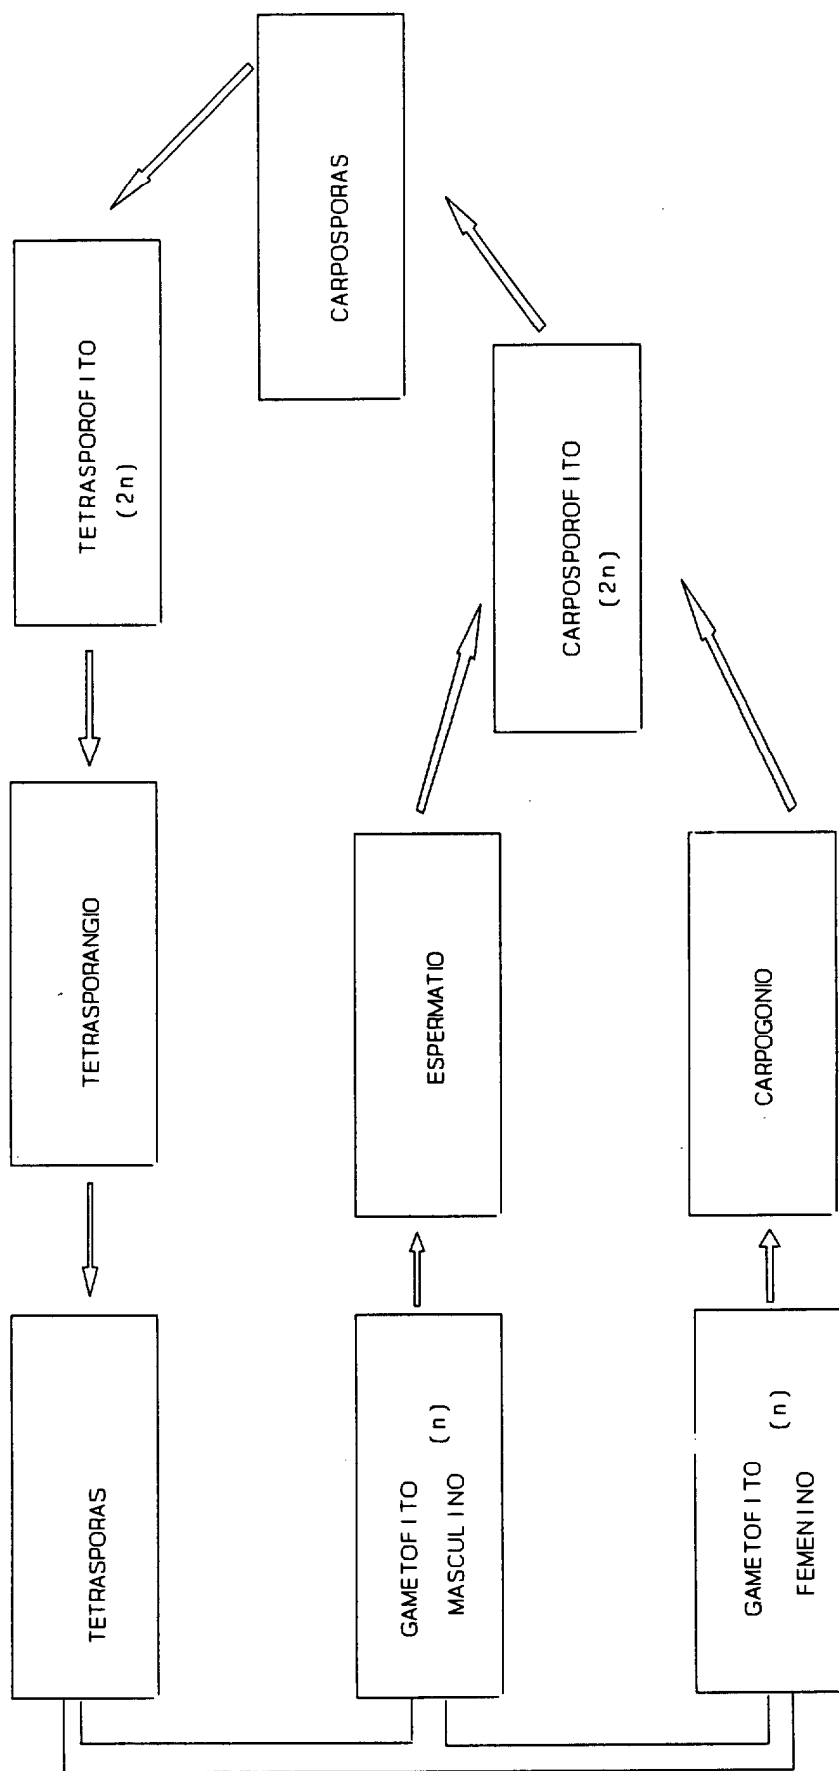 TETRASPORAS
TETRASPORANGIO
TETRASPOROFITO
(2n)
CARPOSPORAS
GAMETOFITO
MASCULINO (n)
ESPERMATIO
CARPOSPOROFITO
(2n)
GAMETOFITO
FEMENINO (n)
CARPOGONIO